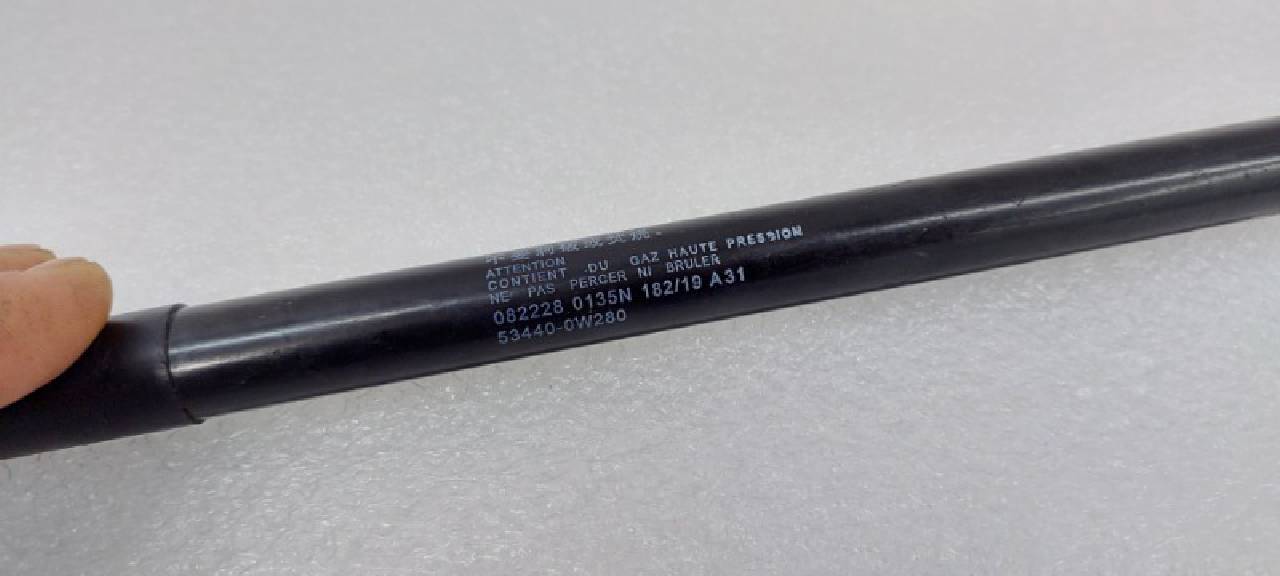 ATTENTION
CONTIENT DU GAZ HAUTE PRESSION
NE PAS PERCER NI BRULER
082228 0135N 182/19 A31
53440-0W280